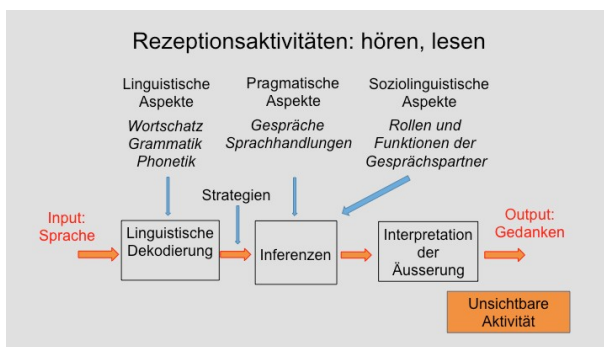 Rezeptionsaktivitäten: hören, lesen
Linguistische
Aspekte
Wortschatz
Grammatik
Phonetik
Pragmatische
Aspekte
Gespräche
Sprachhandlungen
Soziolinguistische
Aspekte
Rollen und
Funktionen der
Gesprächspartner
Strategien
Input:
Sprache
Linguistische
Dekodierung
Inferenzen
Interpretation
der
Äusserung
Output:
Gedanken
Unsichtbare
Aktivität